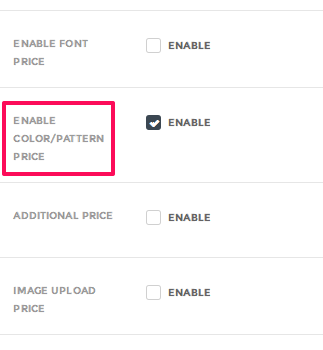 ENABLE FONT
PRICE
ENABLE
ENABLE
COLOR/PATTERN
PRICE
ENABLE
ADDITIONAL PRICE
ENABLE
IMAGE UPLOAD
PRICE
ENABLE